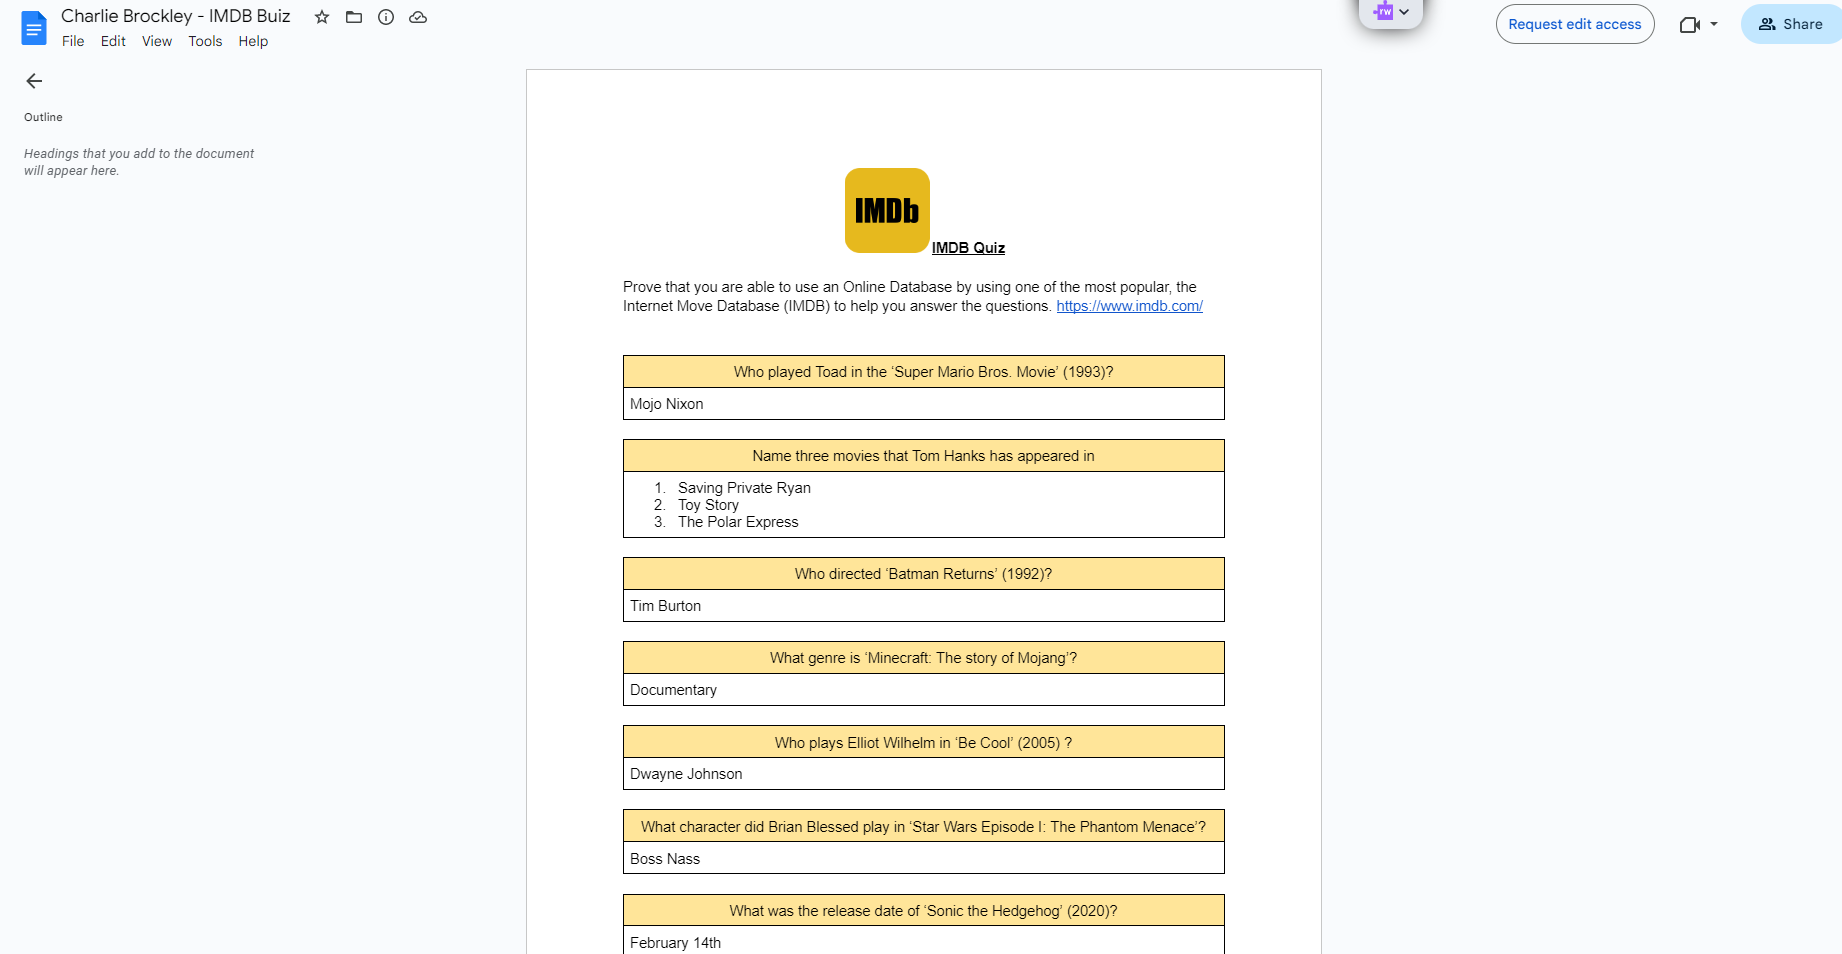 Charlie Brockley - IMDB Buiz
File Edit View Tools Help
rw
Request edit access
Share
Outline
Headings that you add to the document
will appear here.
IMDb
IMDB Quiz
Prove that you are able to use an Online Database by using one of the most popular, the
Internet Move Database (IMDB) to help you answer the questions. https://www.imdb.com/
Who played Toad in the ‘Super Mario Bros. Movie’ (1993)?
Mojo Nixon
Name three movies that Tom Hanks has appeared in
1. Saving Private Ryan
2. Toy Story
3. The Polar Express
Who directed ‘Batman Returns’ (1992)?
Tim Burton
What genre is ‘Minecraft: The story of Mojang’?
Documentary
Who plays Elliot Wilhelm in ‘Be Cool’ (2005) ?
Dwayne Johnson
What character did Brian Blessed play in ‘Star Wars Episode I: The Phantom Menace’?
Boss Nass
What was the release date of ‘Sonic the Hedgehog’ (2020)?
February 14th